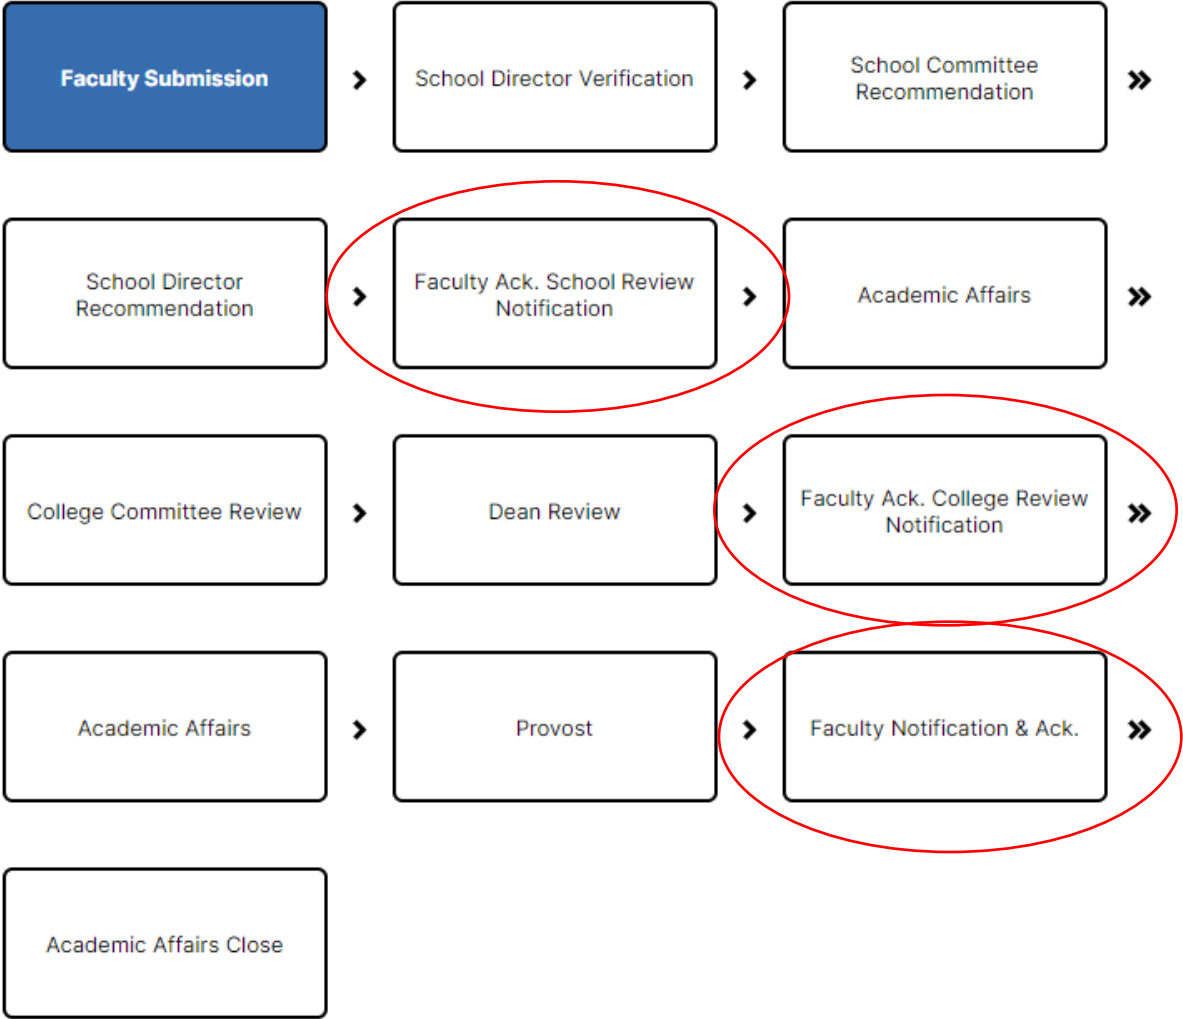 Faculty Submission
School Director Verification
School Committee
Recommendation
School Director
Recommendation
Faculty Ack. School Review
Notification
Academic Affairs
College Committee Review
Dean Review
Faculty Ack. College Review
Notification
Academic Affairs
Provost
Faculty Notification & Ack.
Academic Affairs Close